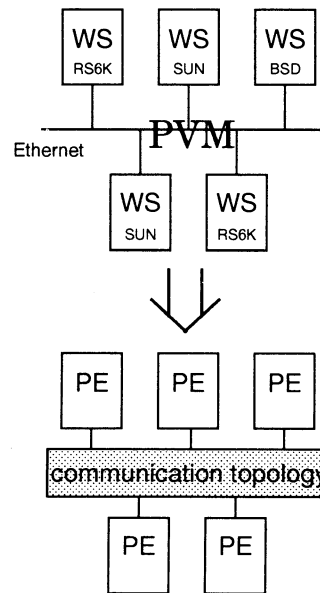 WS WS WS
RS6K SUN BSD
PVM
Ethernet
WS WS
SUN RS6K
PE PE PE
communication topology
PE PE